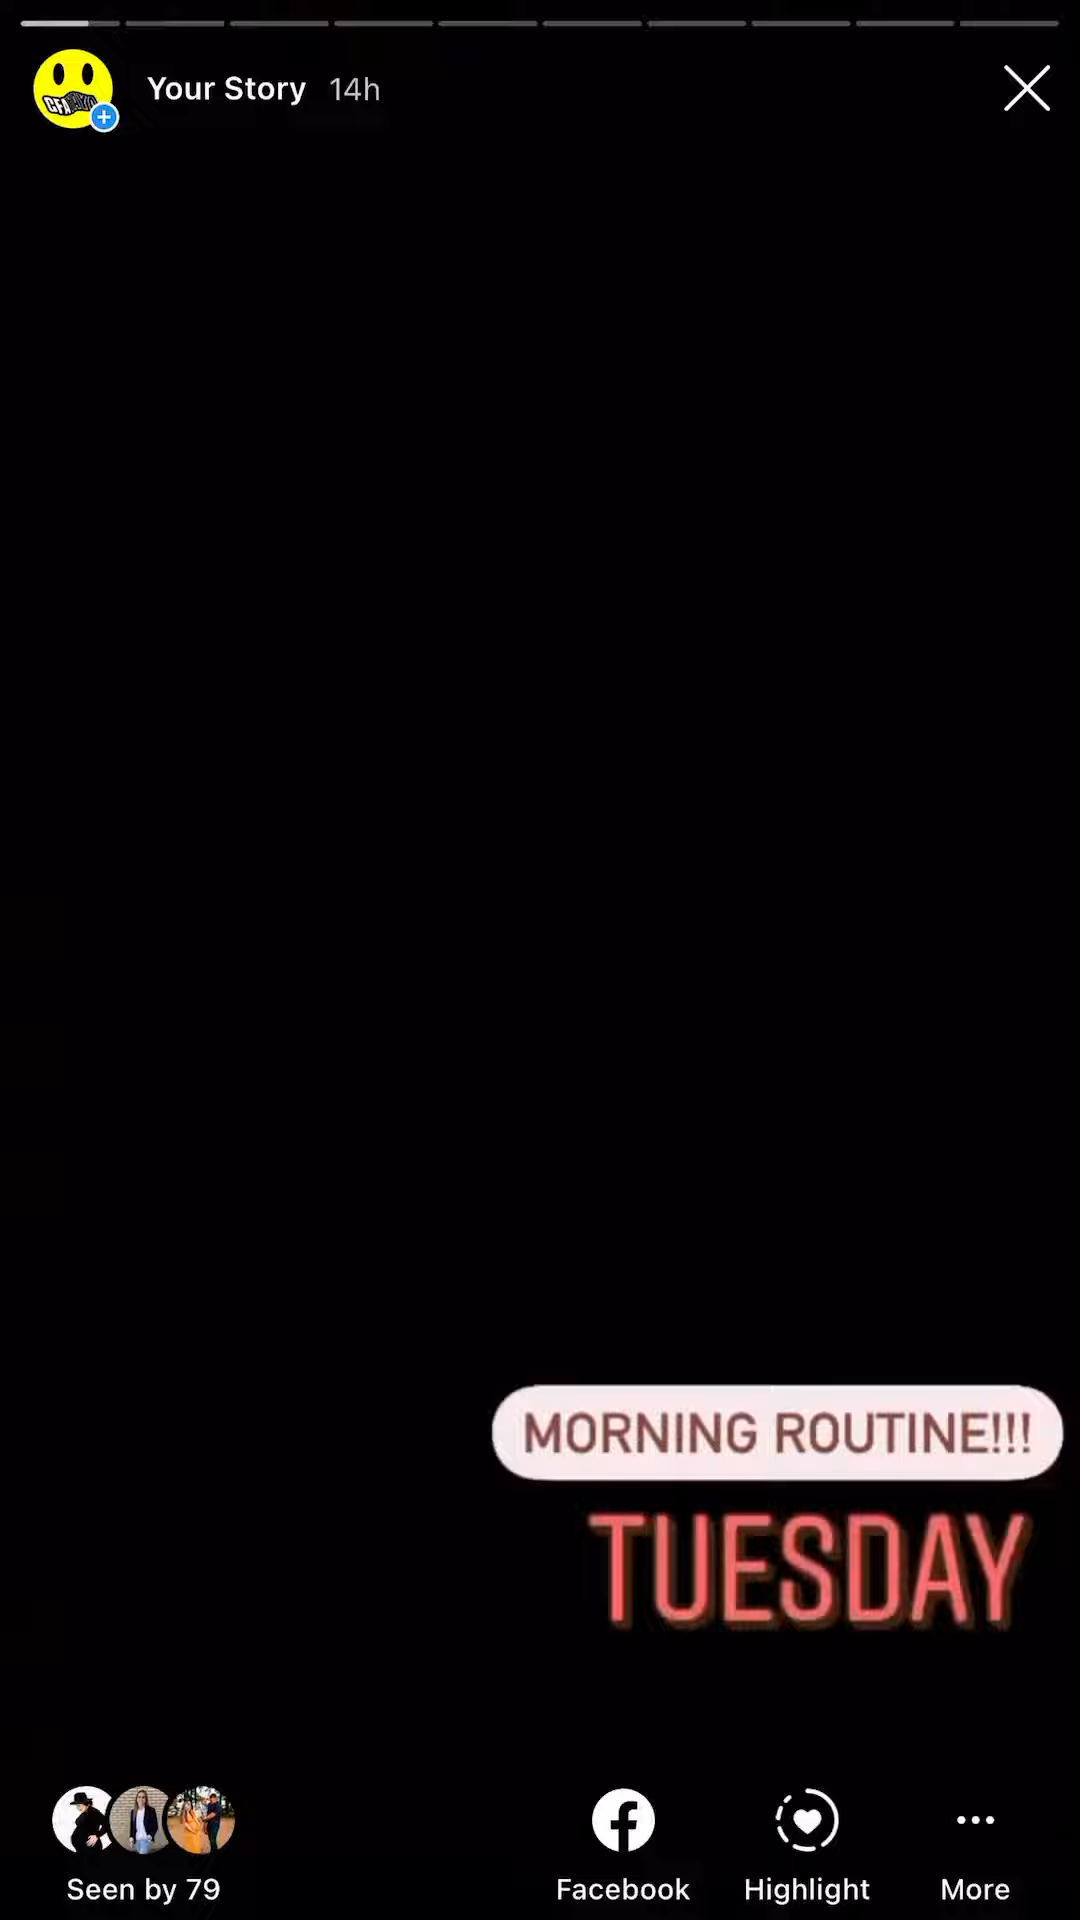 Your Story 14h
MORNING ROUTINE!!!
TUESDAY
Seen by 79
Facebook
Highlight
More